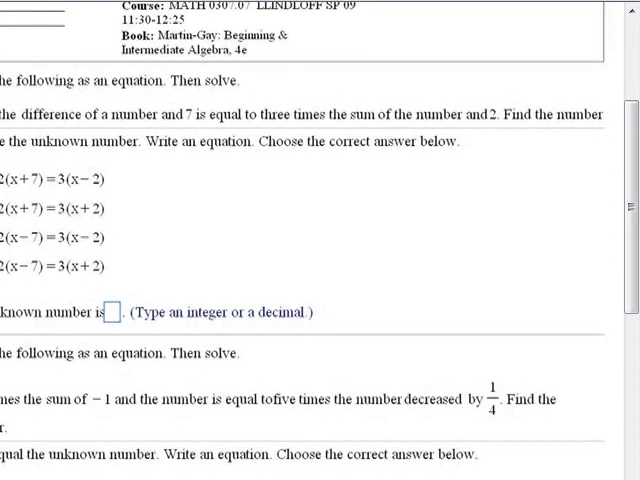 Course: MATH 0307.07 LLINDLOFF SP 09
11:30-12:25
Book: Martin-Gay: Beginning &
Intermediate Algebra, 4e
he following as an equation. Then solve.
the difference of a number and 7 is equal to three times the sum of the number and 2. Find the number
e the unknown number. Write an equation. Choose the correct answer below.
2(x+7)=3(x−2)
2(x+7)=3(x+2)
2(x−7)=3(x−2)
2(x−7)=3(x+2)
known number is . (Type an integer or a decimal.)
he following as an equation. Then solve.
mes the sum of −1 and the number is equal tofive times the number decreased by 1/4. Find the
r.
qual the unknown number. Write an equation. Choose the correct answer below.